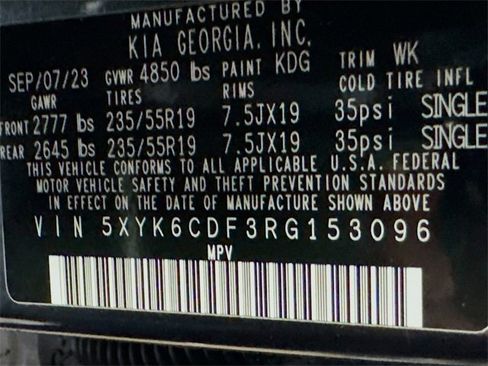 MANUFACTURED BY
KIA GEORGIA, INC.
SEP/07/23 GVWR 4850 lbs PAINT KDG TRIM WK
GAWR TIRES RIMS COLD TIRE INFL
FRONT 2777 lbs 235/55R19 7.5JX19 35psi SINGLE
REAR 2645 lbs 235/55R19 7.5JX19 35psi SINGLE
THIS VEHICLE CONFORMS TO ALL APPLICABLE U.S.A. FEDERAL
MOTOR VEHICLE SAFETY AND THEFT PREVENTION STANDARDS
IN EFFECT ON THE DATE OF MANUFACTURE SHOWN ABOVE
VIN 5XYK6CDF3RG153096
MPV